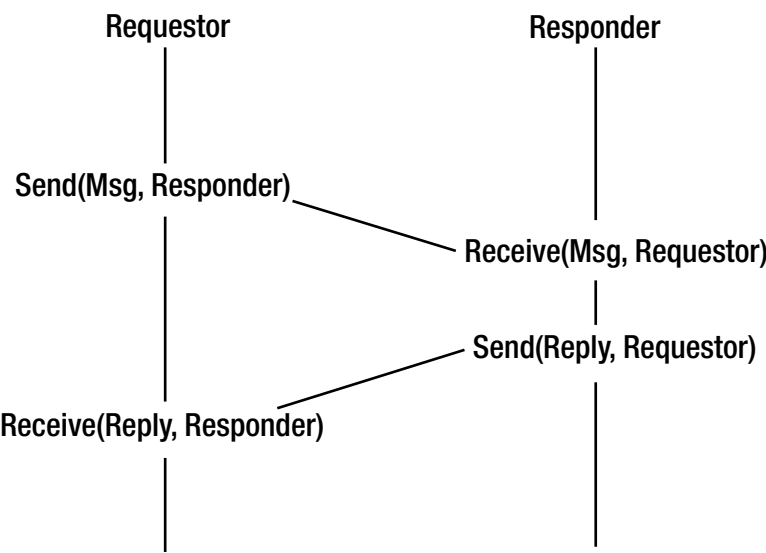 Requestor
Responder
Send(Msg, Responder)
Receive(Msg, Requestor)
Send(Reply, Requestor)
Receive(Reply, Responder)